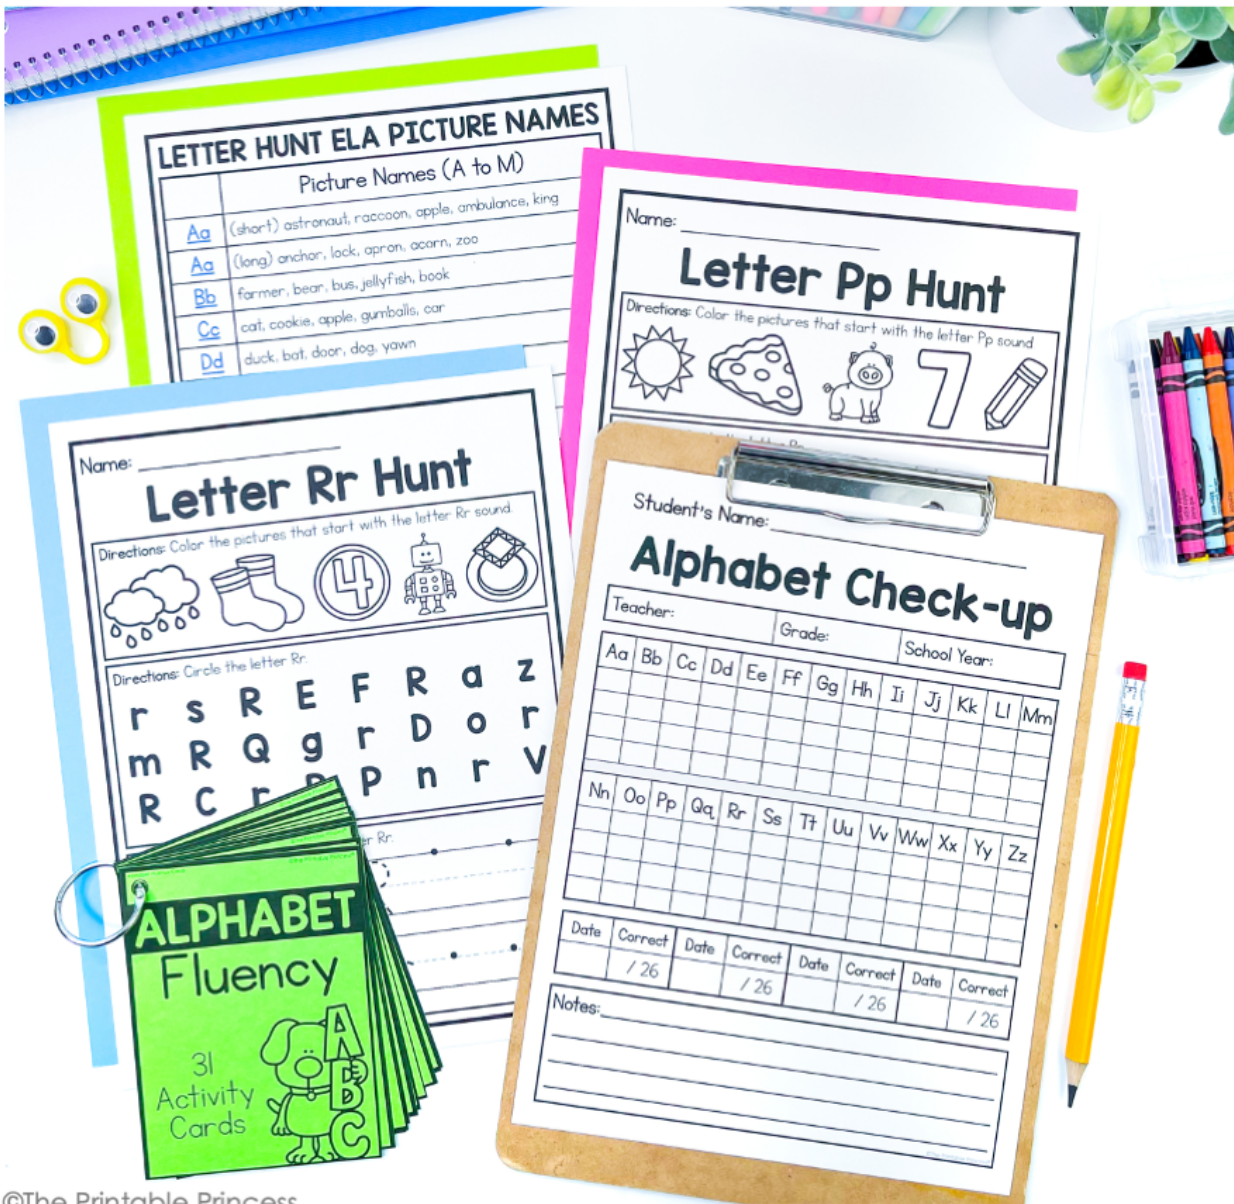 LETTER HUNT ELA PICTURE NAMES
Picture Names (A to M)
Aa (short) astronaut, raccoon, apple, ambulance, king
Aa (long) anchor, lock, apron, acorn, zoo
Bb farmer, bear, bus, jellyfish, book
Cc cat, cookie, apple, gumballs, car
Dd duck, bat, door, dog, yawn
Name:
Letter Pp Hunt
Directions: Color the pictures that start with the letter Pp sound
7
Name:
Letter Rr Hunt
Directions: Color the pictures that start with the letter Rr sound.
4
Directions: Circle the letter Rr.
r s R E F R a z
m R Q g r D o r
R C r P n r V
er Rr.
ALPHABET
Fluency
31
Activity
Cards
A
B
C
Student's Name:
Alphabet Check-up
Teacher: Grade: School Year:
Aa Bb Cc Dd Ee Ff Gg Hh Ii Jj Kk Ll Mm
Nn Oo Pp Qq Rr Ss Tt Uu Vv Ww Xx Yy Zz
Date Correct Date Correct Date Correct Date Correct
/ 26 / 26 / 26 / 26
Notes:
©The Printable Princess